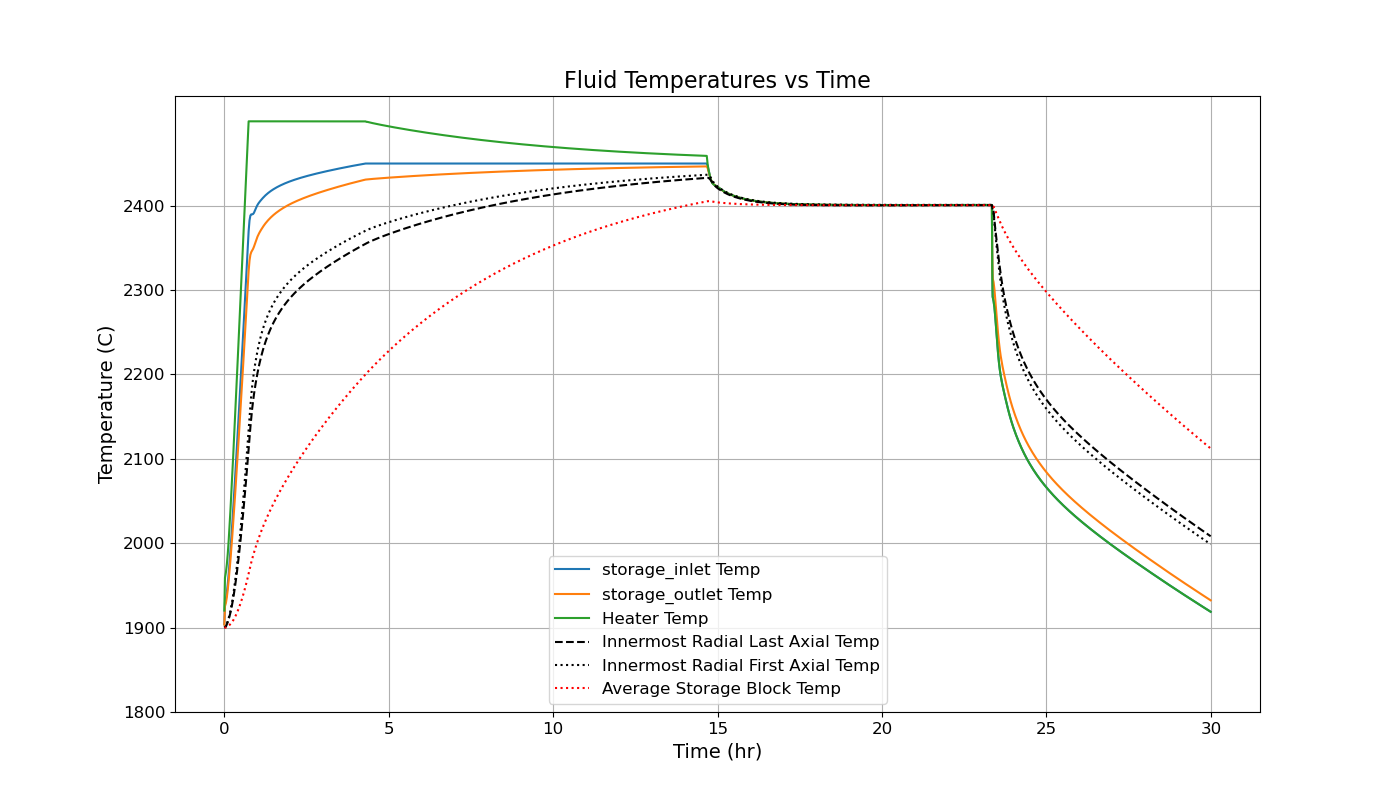 Fluid Temperatures vs Time
Temperature (C)
2400
2300
2200
2100
2000
1900
1800
storage_inlet Temp
storage_outlet Temp
Heater Temp
Innermost Radial Last Axial Temp
Innermost Radial First Axial Temp
Average Storage Block Temp
0 5 10 15 20 25 30
Time (hr)